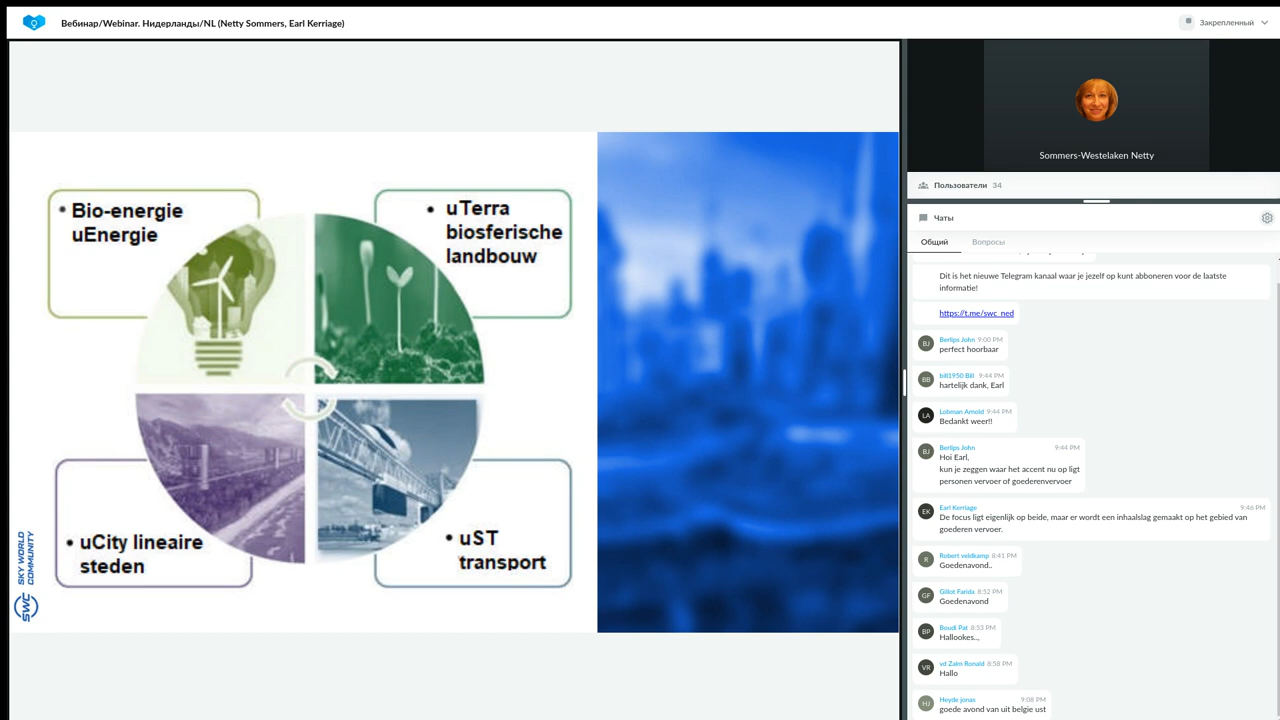 Вебинар/Webinar. Нидерланды/NL (Netty Sommers, Earl Kerriage)
Закрепленный
• Bio-energie
uEnergie
• uTerra
biosferische
landbouw
• uCity lineaire
steden
• uST
transport
SKY WORLD
COMMUNITY
SWC
Sommers-Westelaken Netty
Пользователи 34
Чаты
Общий Вопросы
Dit is het nieuwe Telegram kanaal waar je jezelf op kunt abboneren voor de laatste
informatie!
https://t.me/swc_ned
BJ Berlips John 9:00 PM
perfect hoorbaar
BB bill1950 Bill 9:44 PM
hartelijk dank, Earl
LA Lobman Arnold 9:44 PM
Bedankt weer!!
BJ Berlips John 9:44 PM
Hoi Earl,
kun je zeggen waar het accent nu op ligt
personen vervoer of goederenvervoer
EK Earl Kerriage 9:46 PM
De focus ligt eigenlijk op beide, maar er wordt een inhaalslag gemaakt op het gebied van
goederen vervoer.
R Robert veldkamp 8:41 PM
Goedenavond..
GF Gillot Farida 8:52 PM
Goedenavond
BP Boudi Pat 8:53 PM
Hallookes..,
VR vd Zalm Ronald 8:58 PM
Hallo
HJ Heyde jonas 9:08 PM
goede avond van uit belgie ust